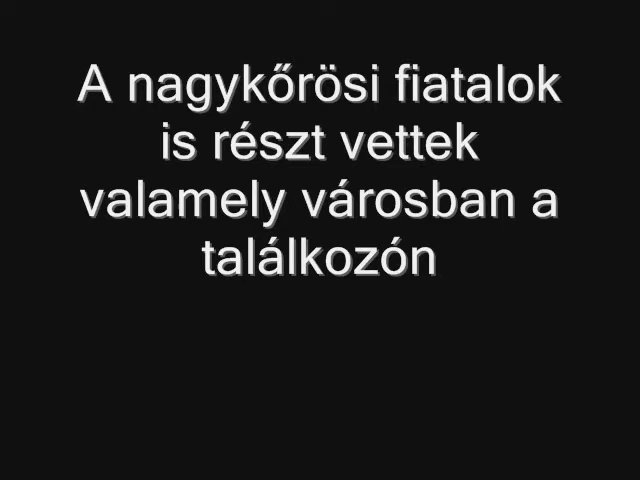 A nagykőrösi fiatalok
is részt vettek
valamely városban a
találkozón